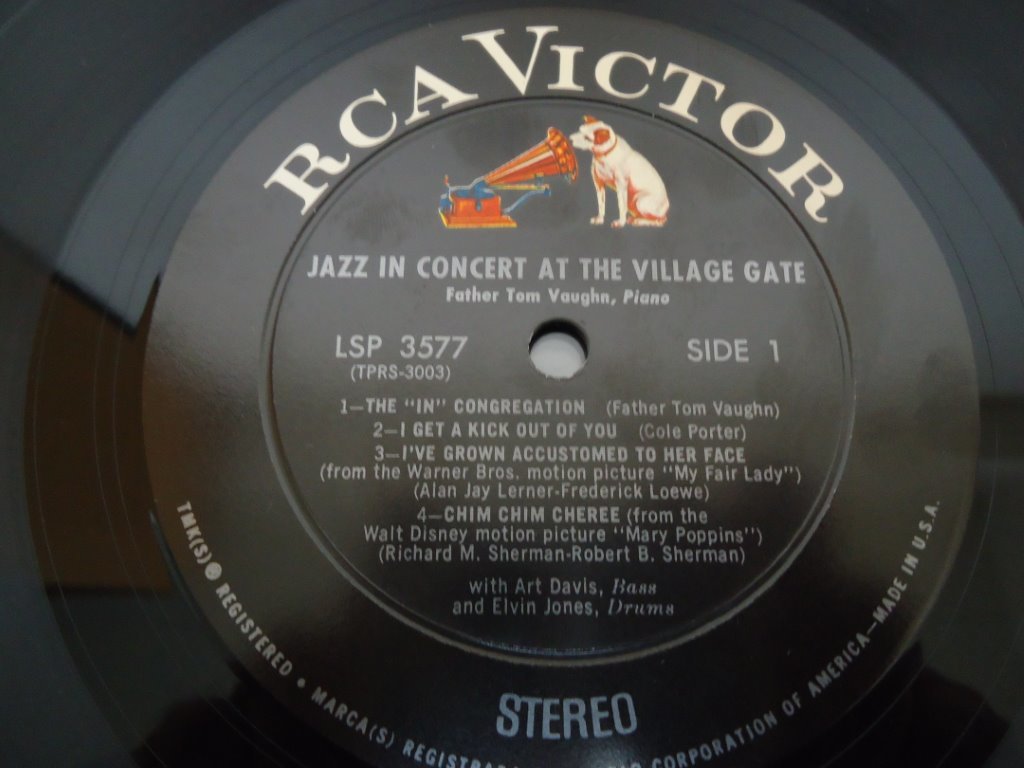 RCA VICTOR
JAZZ IN CONCERT AT THE VILLAGE GATE
Father Tom Vaughn, Piano
LSP 3577
(TPRS-3003)
SIDE 1
1—THE "IN" CONGREGATION (Father Tom Vaughn)
2—I GET A KICK OUT OF YOU (Cole Porter)
3—I'VE GROWN ACCUSTOMED TO HER FACE
(from the Warner Bros. motion picture "My Fair Lady")
(Alan Jay Lerner-Frederick Loewe)
4—CHIM CHIM CHEREE (from the
Walt Disney motion picture "Mary Poppins")
(Richard M. Sherman-Robert B. Sherman)
with Art Davis, Bass
and Elvin Jones, Drums
STEREO
TMK(S) ® REGISTERED • MARCA(S) CORPORATION OF AMERICA—MADE IN U.S.A.